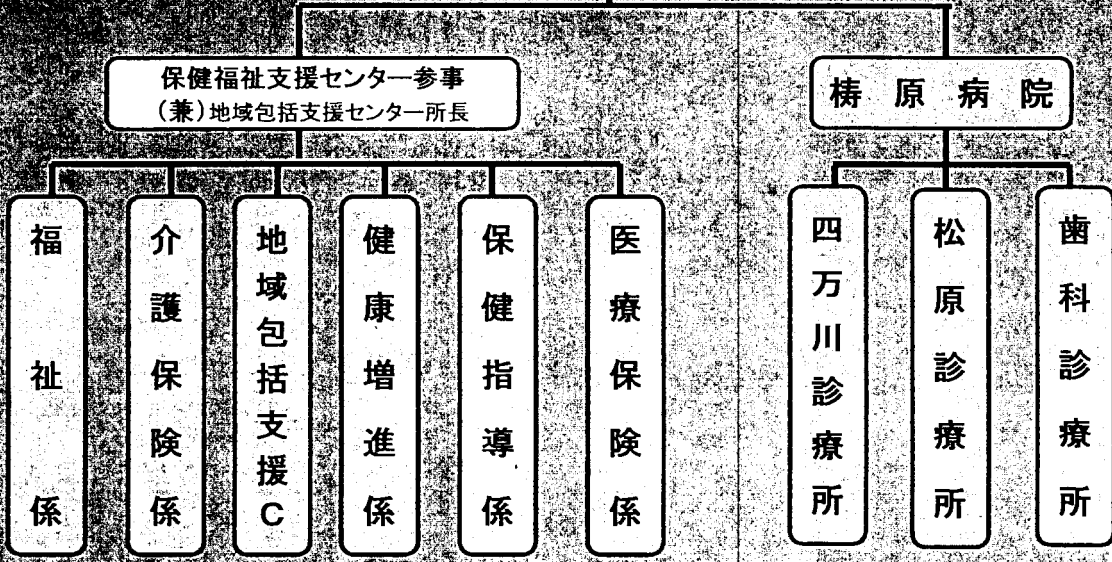 保健福祉支援センター参事
(兼)地域包括支援センター所長
梼原病院
福祉係
介護保険係
地域包括支援C
健康増進係
保健指導係
医療保険係
四万川診療所
松原診療所
歯科診療所